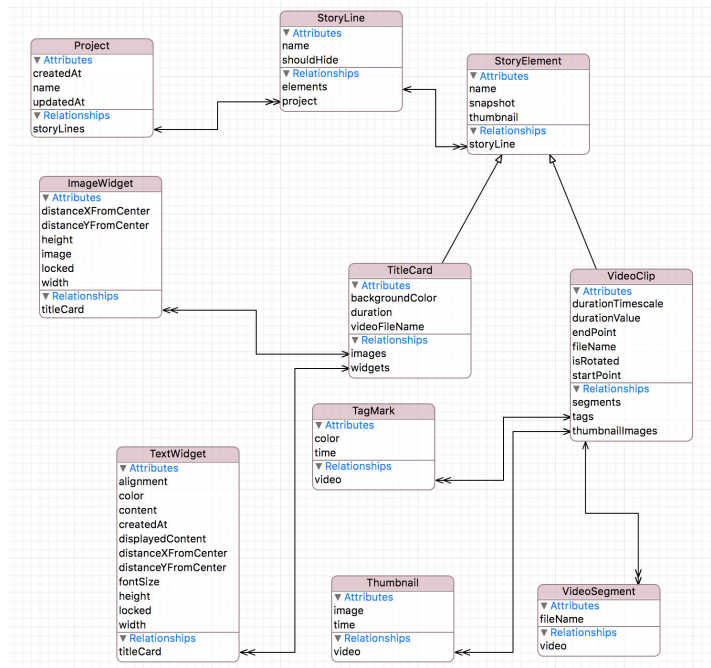 StoryLine
Attributes
name
shouldHide
Relationships
elements
project
Project
Attributes
createdAt
name
updatedAt
Relationships
storyLines
StoryElement
Attributes
name
snapshot
thumbnail
Relationships
storyLine
ImageWidget
Attributes
distanceXFromCenter
distanceYFromCenter
height
image
locked
width
Relationships
titleCard
TitleCard
Attributes
backgroundColor
duration
videoFileName
Relationships
images
widgets
VideoClip
Attributes
durationTimescale
durationValue
endPoint
fileName
isRotated
startPoint
Relationships
segments
tags
thumbnailImages
TagMark
Attributes
color
time
Relationships
video
TextWidget
Attributes
alignment
color
content
createdAt
displayedContent
distanceXFromCenter
distanceYFromCenter
fontSize
height
locked
width
Relationships
titleCard
Thumbnail
Attributes
image
time
Relationships
video
VideoSegment
Attributes
fileName
Relationships
video